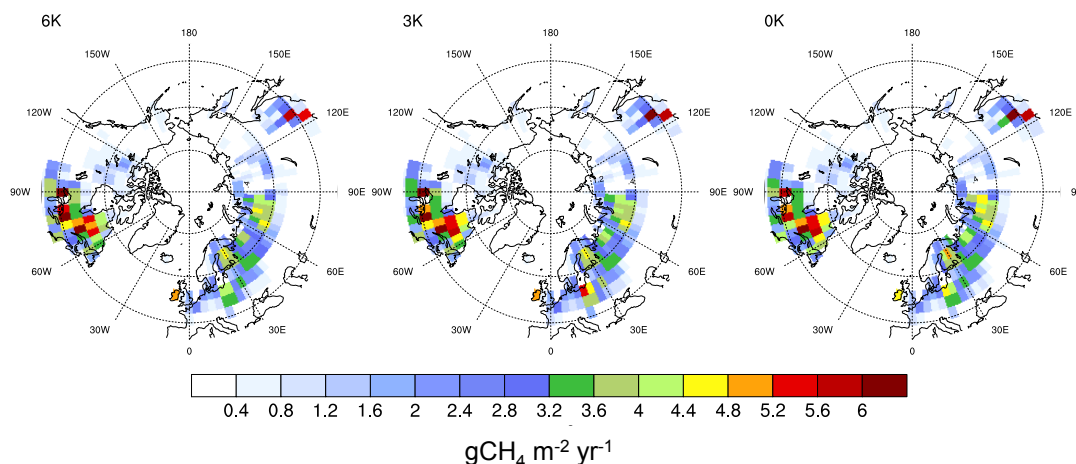 6K 3K 0K
180 180 180
150W 150E 150W 150E 150W 150E
120W 120E 120W 120E 120W 120E
90W 90E 90W 90E 90W
60W 60E 60W 60E 60W 60E
30W 30E 30W 30E 30W 30E
0 0 0
0.4 0.8 1.2 1.6 2 2.4 2.8 3.2 3.6 4 4.4 4.8 5.2 5.6 6
gCH₄ m⁻² yr⁻¹